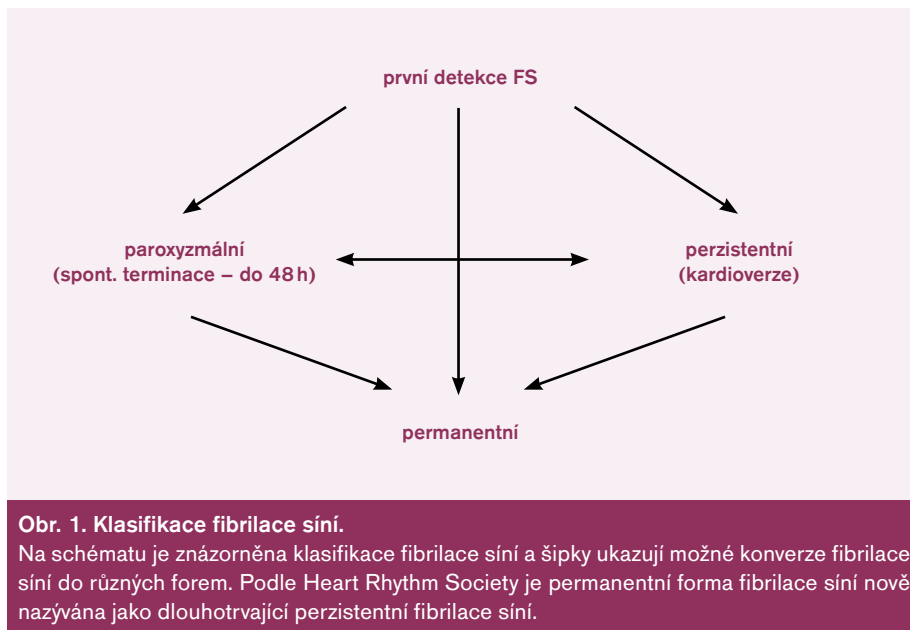 první detekce FS
paroxyzmální
(spont. terminace – do 48 h)
perzistentní
(kardioverze)
permanentní
Obr. 1. Klasifikace fibrilace síní.
Na schématu je znázorněna klasifikace fibrilace síní a šipky ukazují možné konverze fibrilace
síní do různých forem. Podle Heart Rhythm Society je permanentní forma fibrilace síní nově
nazývána jako dlouhotrvající perzistentní fibrilace síní.